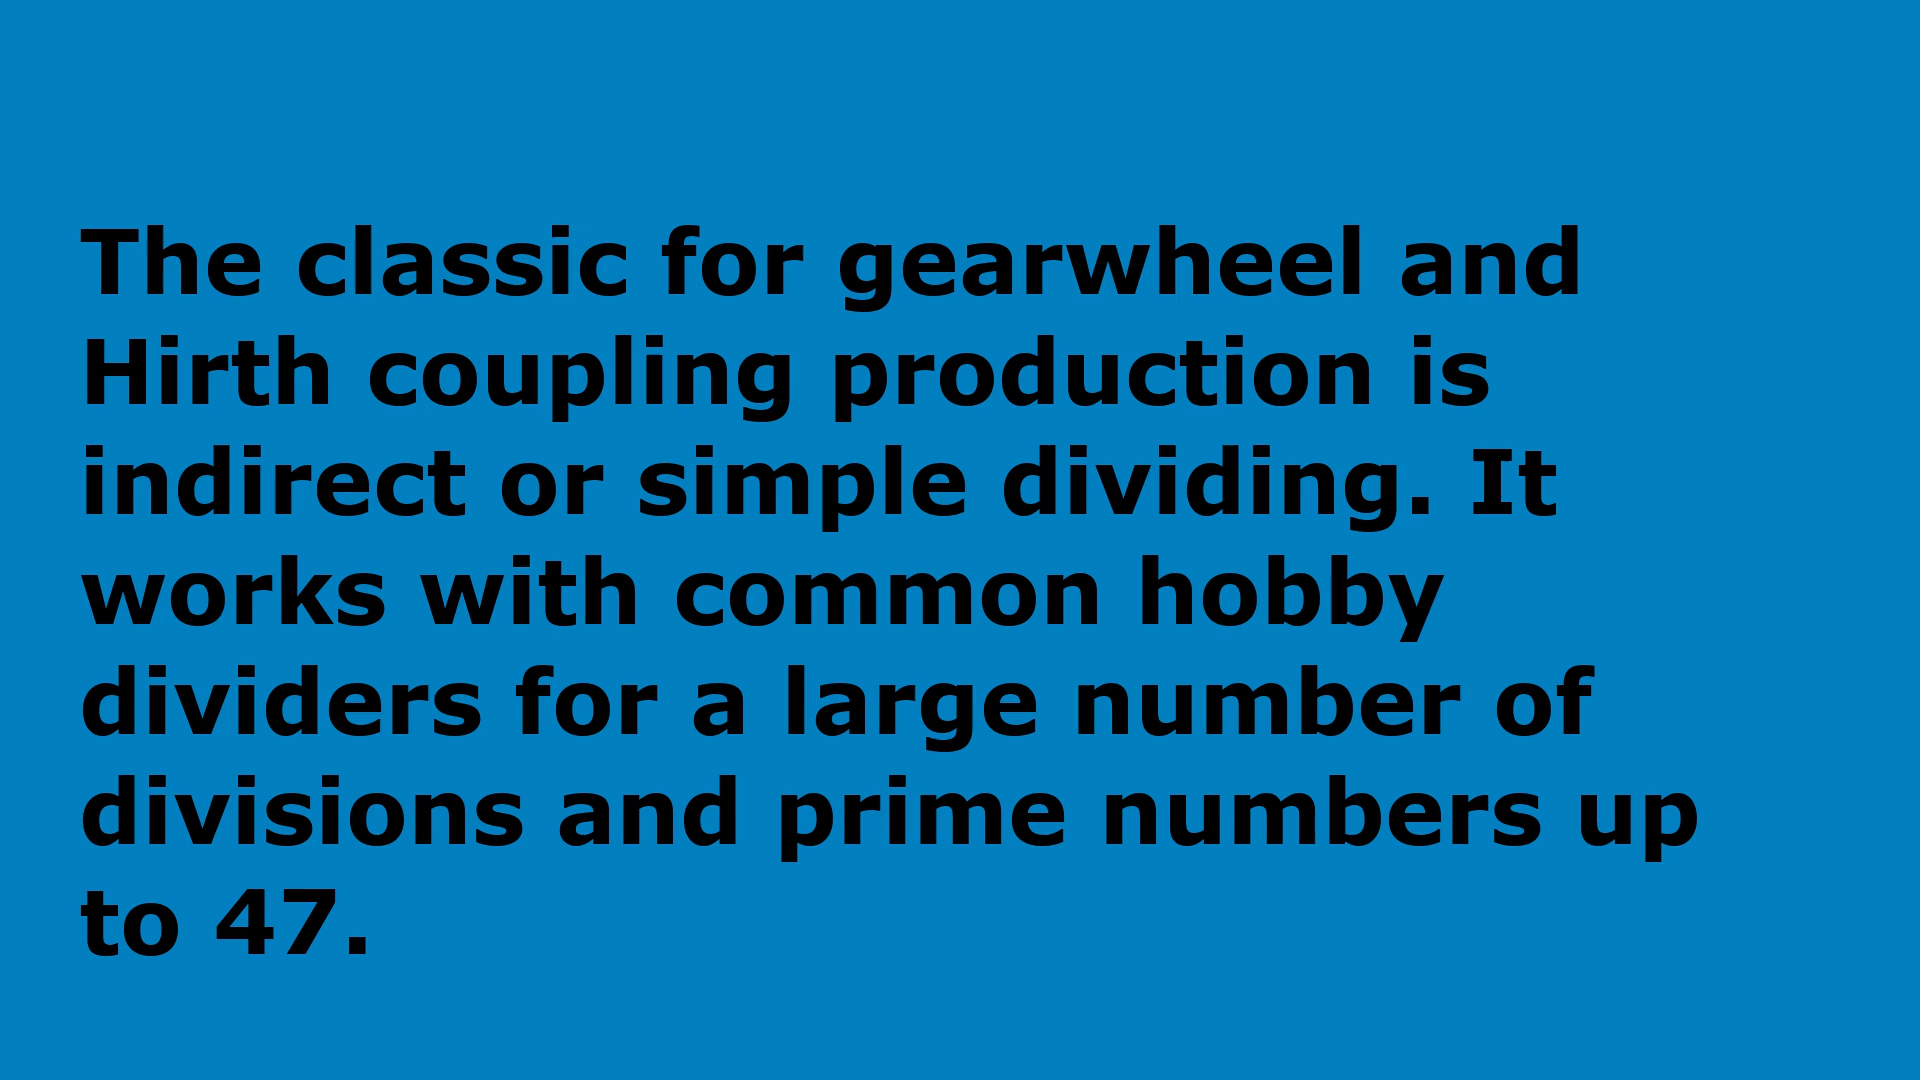 The classic for gearwheel and
Hirth coupling production is
indirect or simple dividing. It
works with common hobby
dividers for a large number of
divisions and prime numbers up
to 47.